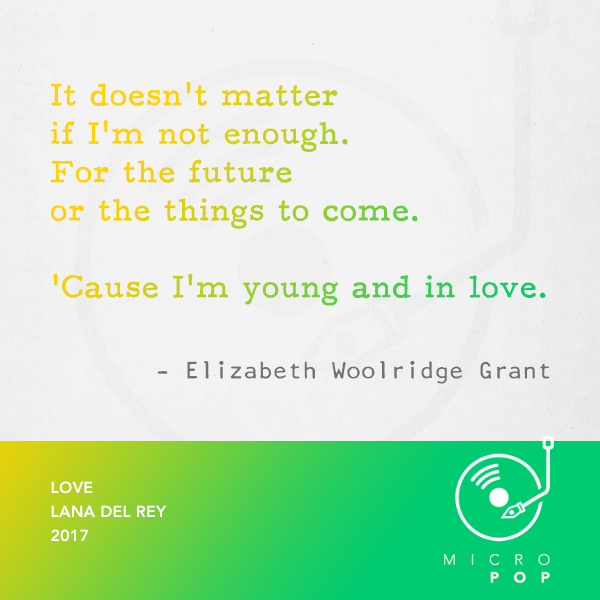 It doesn't matter
if I'm not enough.
For the future
or the things to come.
'Cause I'm young and in love.
– Elizabeth Woolridge Grant
LOVE
LANA DEL REY
2017
MICRO
POP